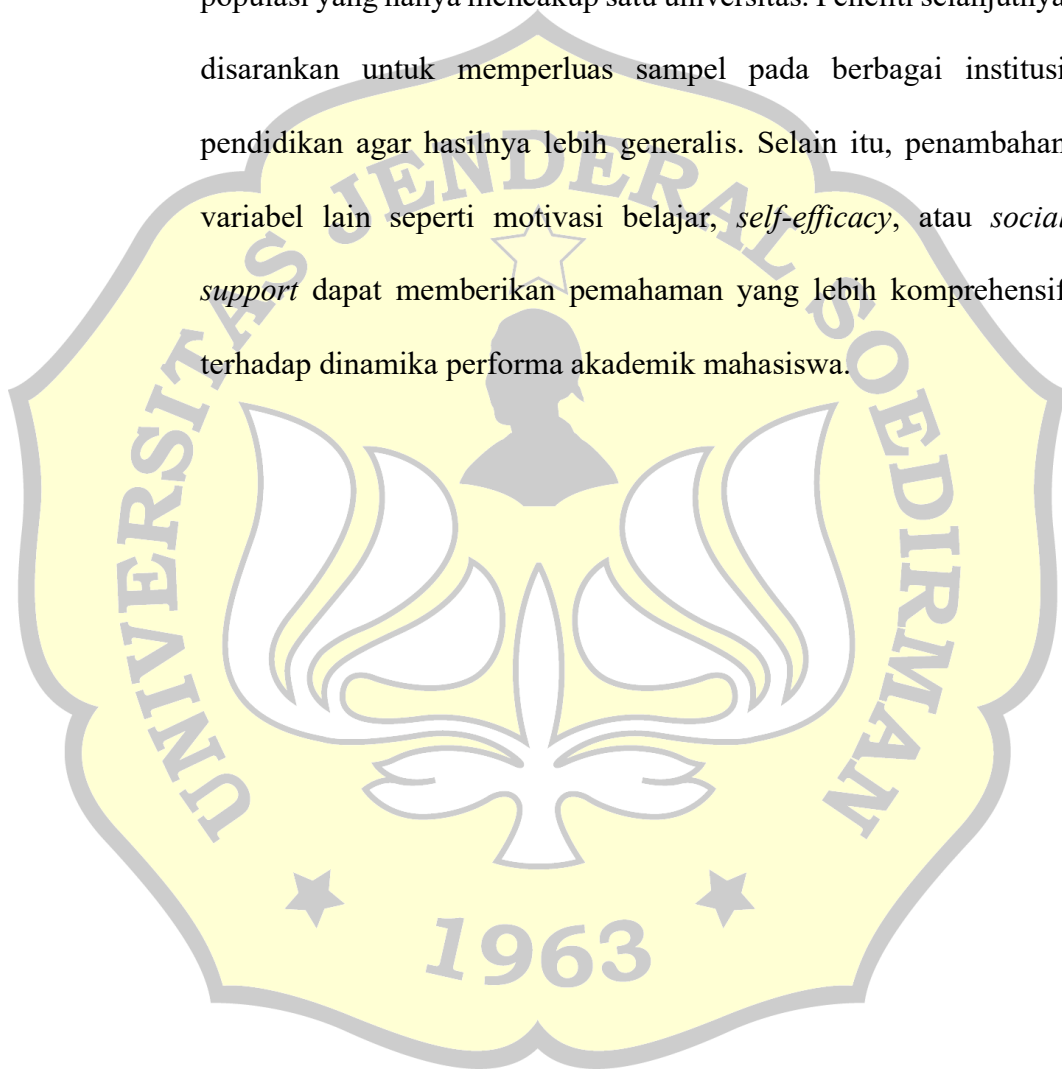 populasi yang hanya mencakup satu universitas. Peneliti selanjutnya
disarankan untuk memperluas sampel pada berbagai institusi
pendidikan agar hasilnya lebih generalis. Selain itu, penambahan
variabel lain seperti motivasi belajar, self-efficacy, atau social
support dapat memberikan pemahaman yang lebih komprehensif
terhadap dinamika performa akademik mahasiswa.
UNIVERSITAS JENDERAL SOEDIRMAN
1963